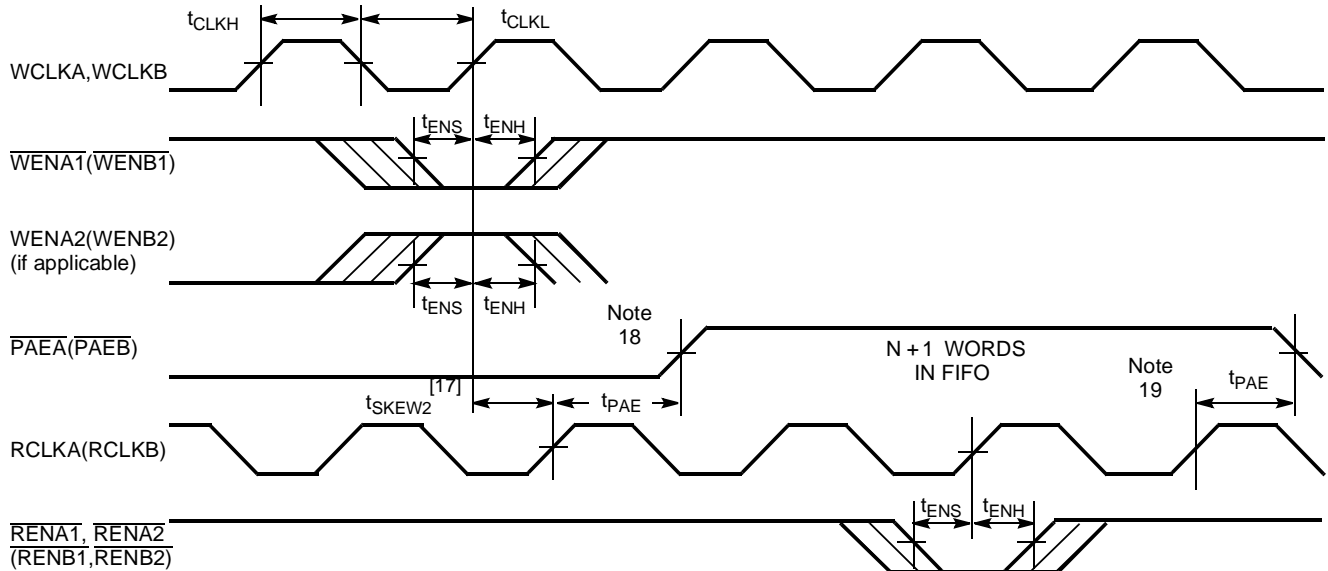 tCLKH
tCLKL
WCLKA,WCLKB
tENS
tENH
WENA1(WENB1)
WENA2(WENB2)
(if applicable)
tENS
tENH
Note
18
PAEA(PAEB)
N + 1 WORDS
IN FIFO
Note
19
tPAE
[17]
tSKEW2
tPAE
RCLKA(RCLKB)
tENS
tENH
RENA1, RENA2
(RENB1,RENB2)